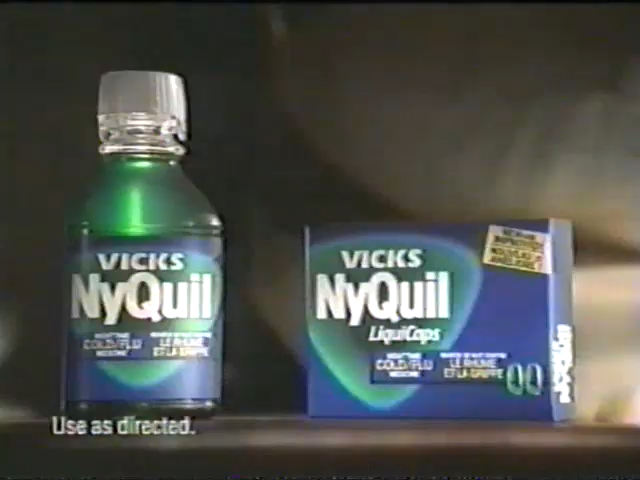 VICKS
NyQuil
COLD/FLU
LE RHUME
ET LA GRIPPE
VICKS
NyQuil
LiquiCaps
COLD/FLU
LE RHUME
ET LA GRIPPE
NyQuil
Use as directed.